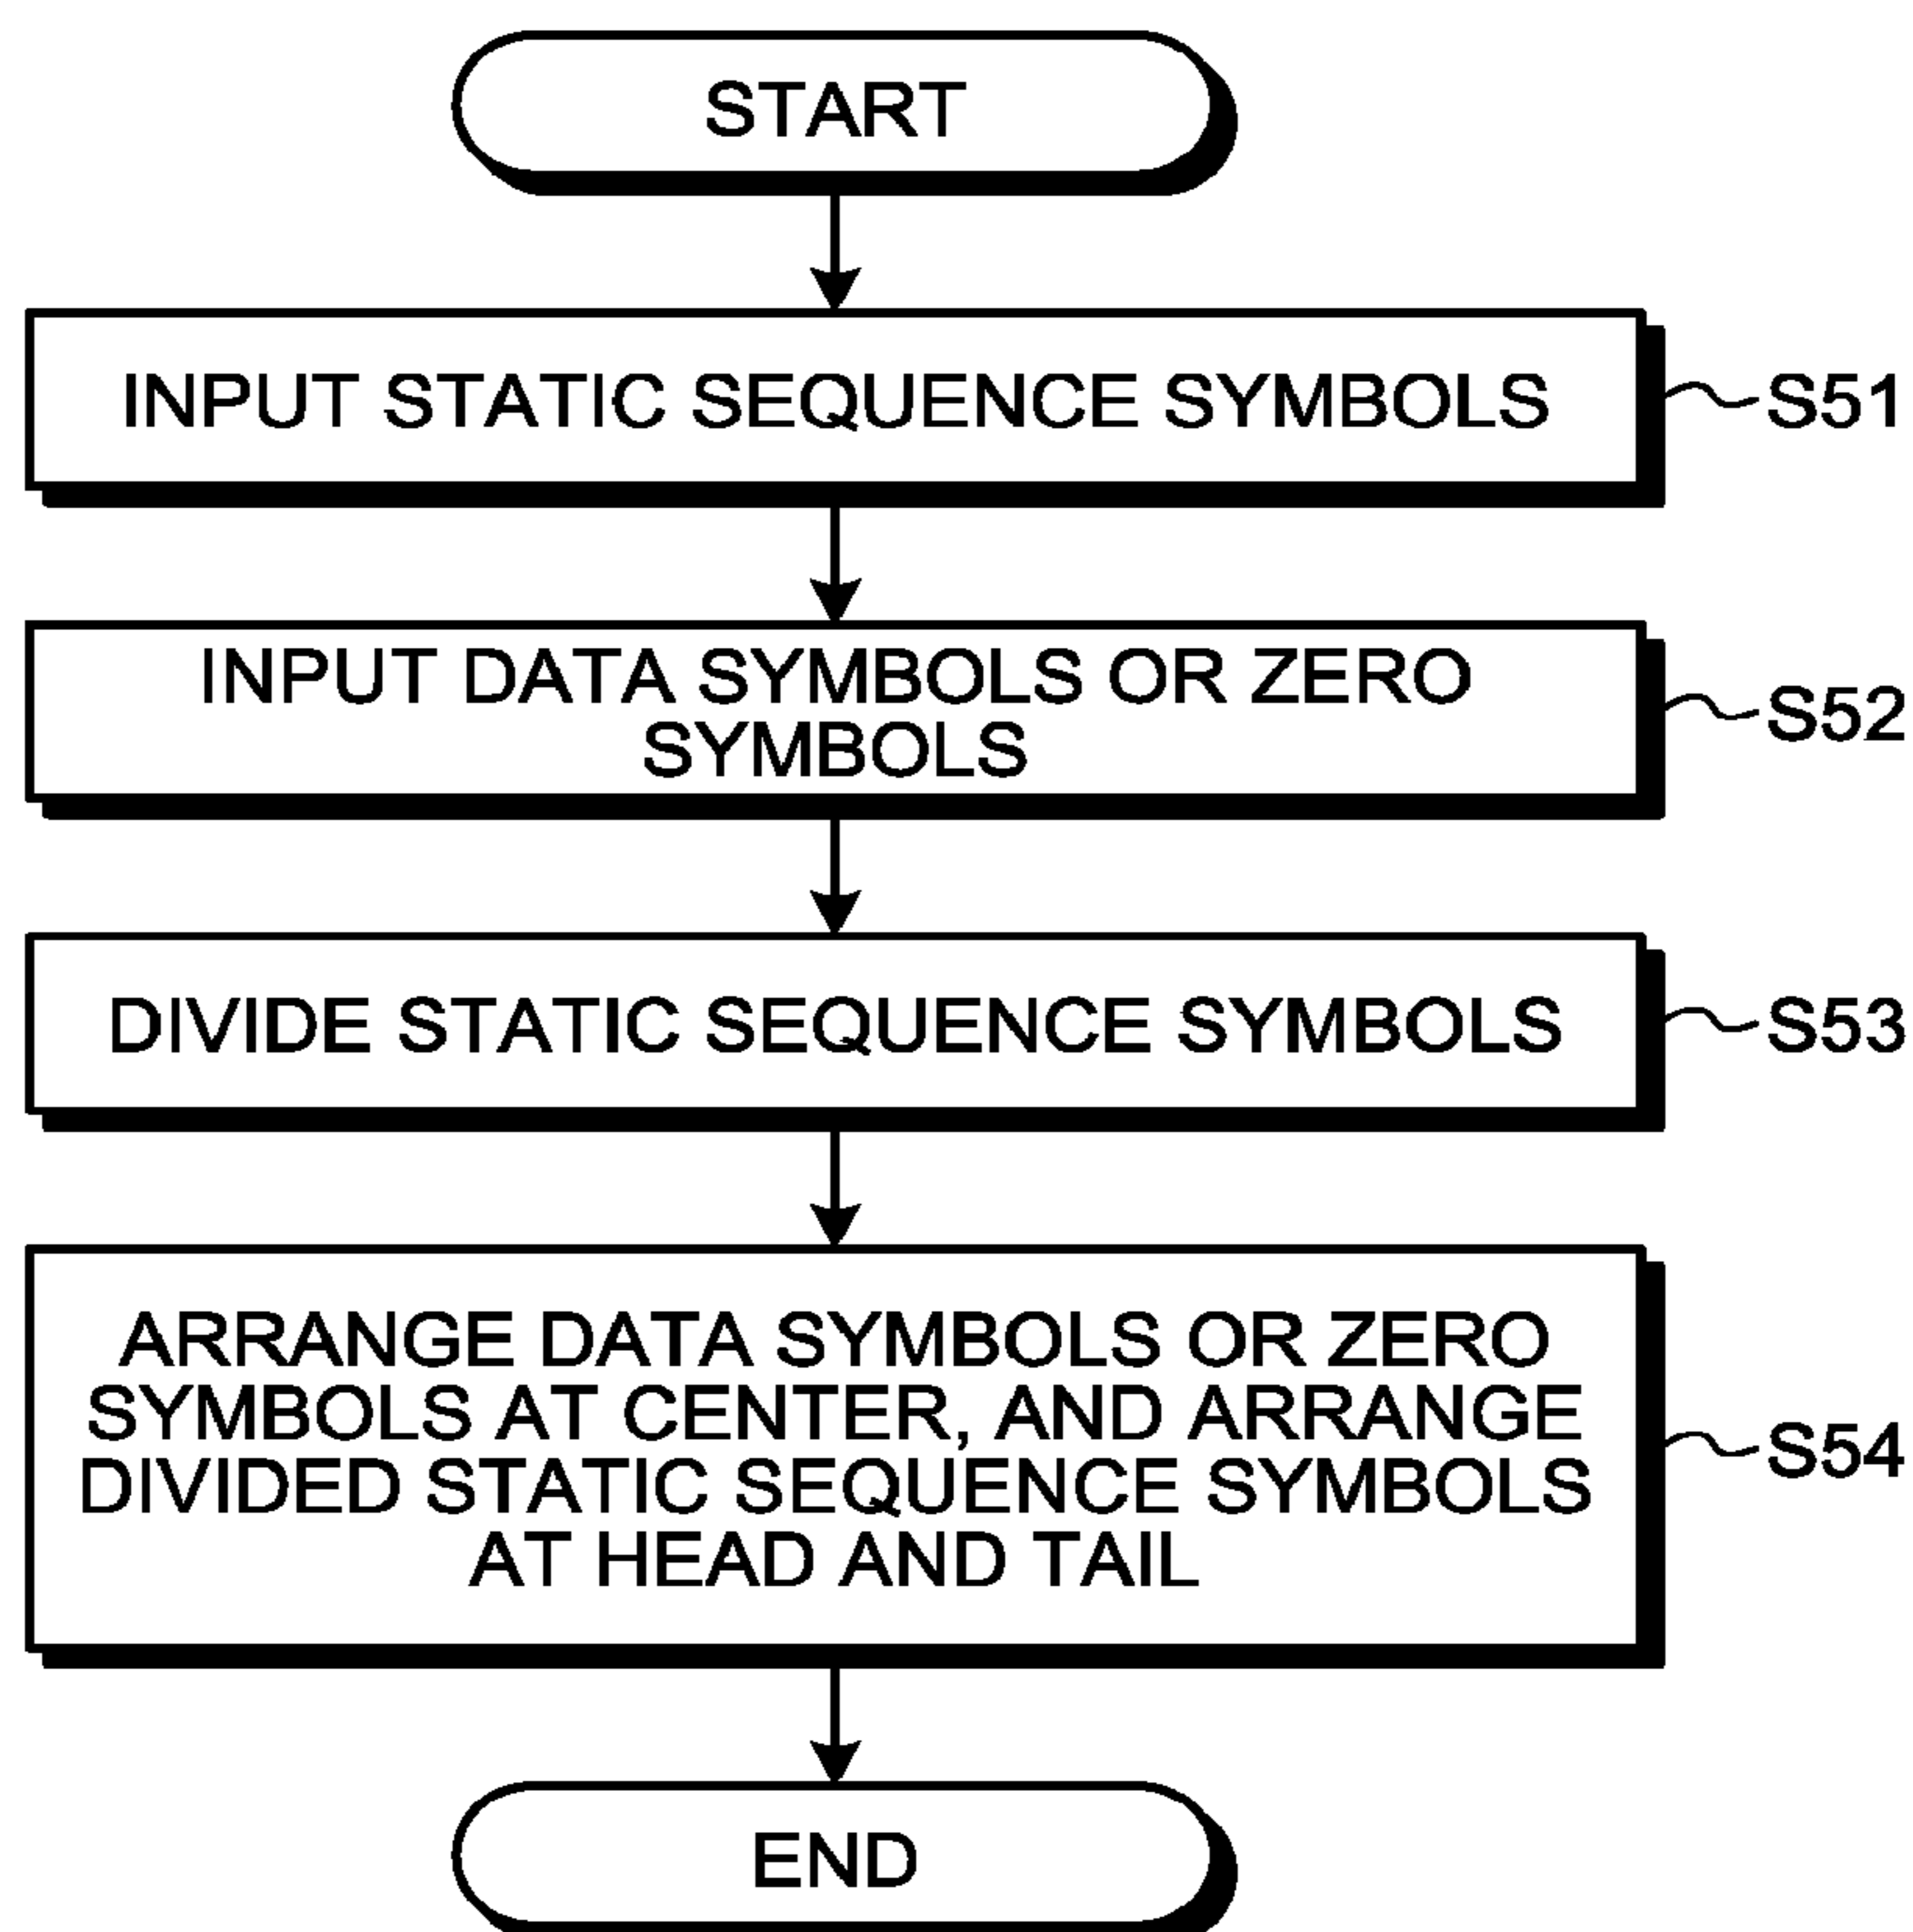 START
INPUT STATIC SEQUENCE SYMBOLS
S51
INPUT DATA SYMBOLS OR ZERO
SYMBOLS
S52
DIVIDE STATIC SEQUENCE SYMBOLS
S53
ARRANGE DATA SYMBOLS OR ZERO
SYMBOLS AT CENTER, AND ARRANGE
DIVIDED STATIC SEQUENCE SYMBOLS
AT HEAD AND TAIL
S54
END